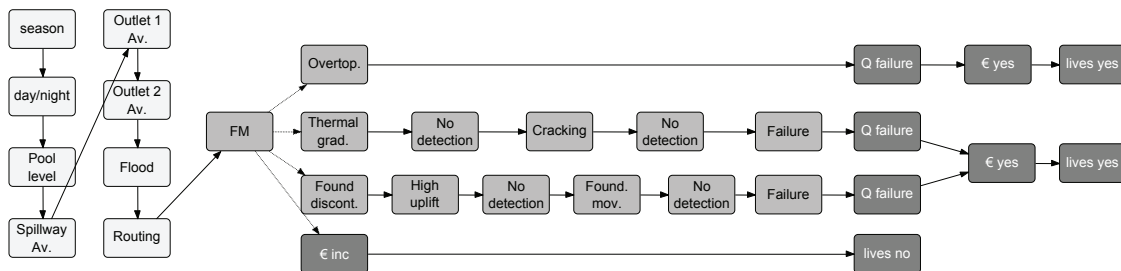 season
day/night
Pool
level
Spillway
Av.
Outlet 1
Av.
Outlet 2
Av.
Flood
Routing
FM
Overtop.
Q failure
€ yes
lives yes
Thermal
grad.
No
detection
Cracking
No
detection
Failure
Q failure
Found
discont.
High
uplift
No
detection
Found.
mov.
No
detection
Failure
Q failure
€ yes
lives yes
€ inc
lives no